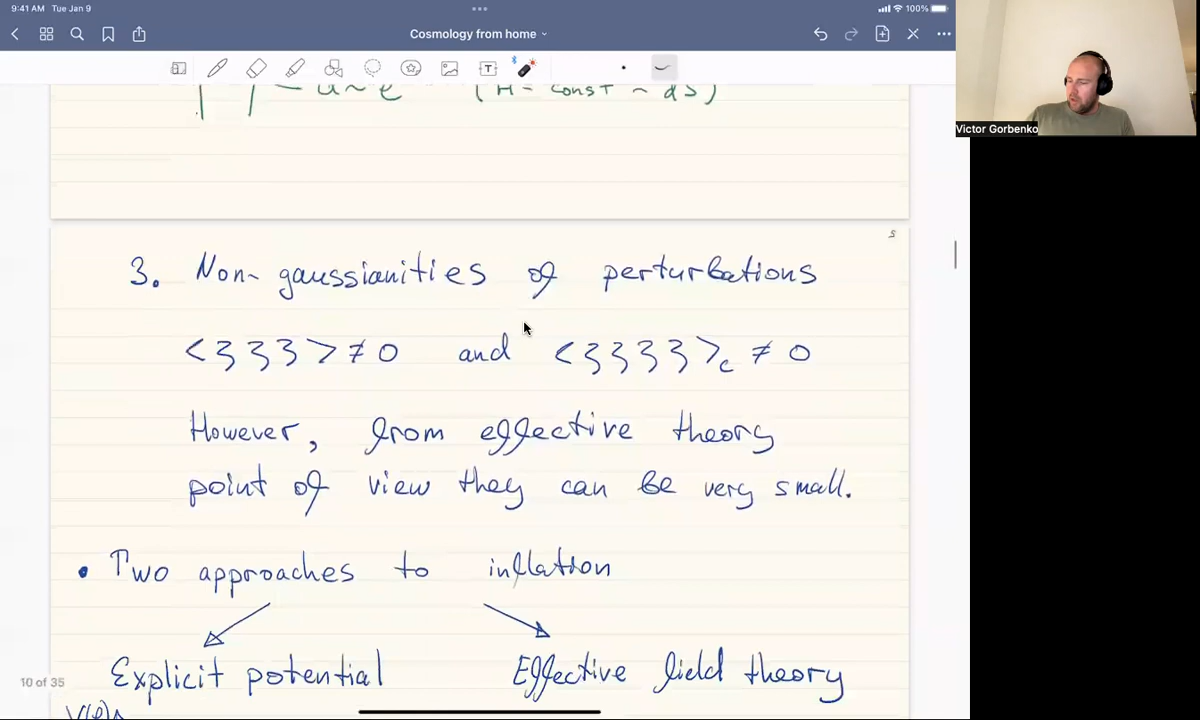 9:41 AM Tue Jan 9
100%
Cosmology from home
Victor Gorbenko
(H ~ const ~ dS)
5
3. Non-gaussianities of perturbations
<ζζζ> ≠ 0 and <ζζζζ>c ≠ 0
However, from effective theory
point of view they can be very small.
• Two approaches to inflation
Explicit potential Effective field theory
10 of 35